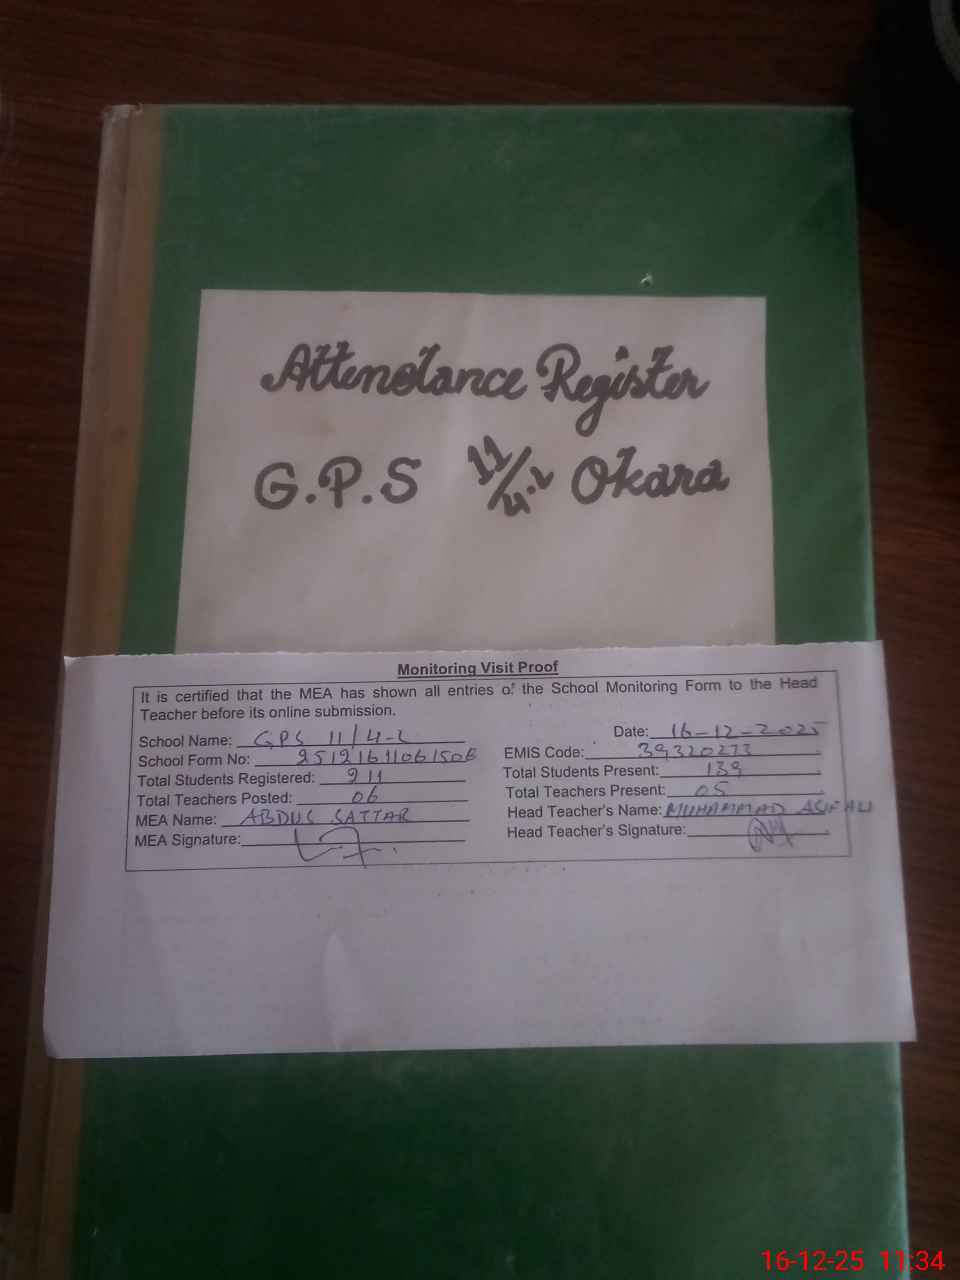 Attendance Register
G.P.S 11/4.L Okara
Monitoring Visit Proof
It is certified that the MEA has shown all entries of the School Monitoring Form to the Head
Teacher before its online submission.
School Name: GPS 11/4-L Date: 16-12-2025
School Form No: EMIS Code: 39320273
Total Students Registered: 211 Total Students Present: 139
Total Teachers Posted: 06 Total Teachers Present: 05
MEA Name: ABDUL SATTAR Head Teacher's Name: MUHAMMAD ASIF ALI
MEA Signature: Head Teacher's Signature:
16-12-25 11:34